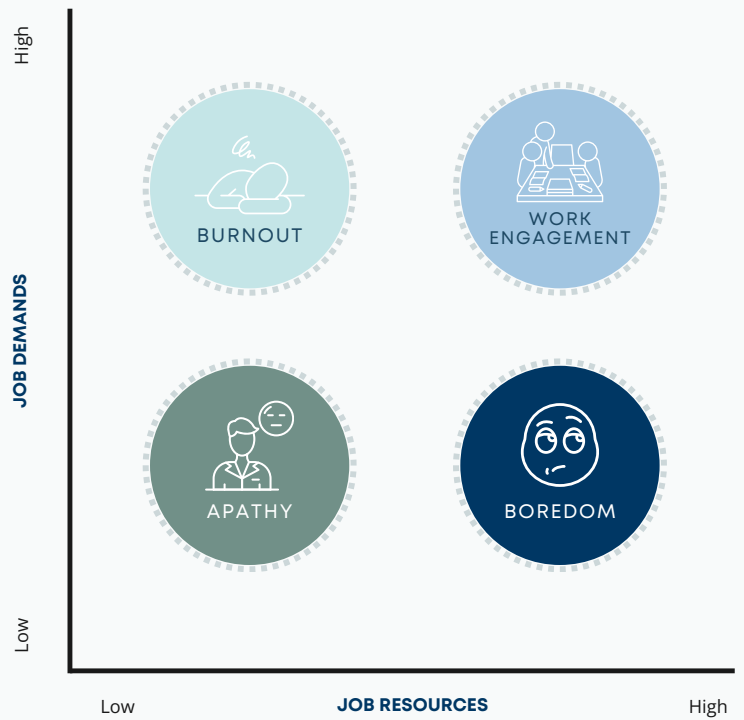 High
BURNOUT
WORK
ENGAGEMENT
JOB DEMANDS
APATHY
BOREDOM
Low
Low
JOB RESOURCES
High